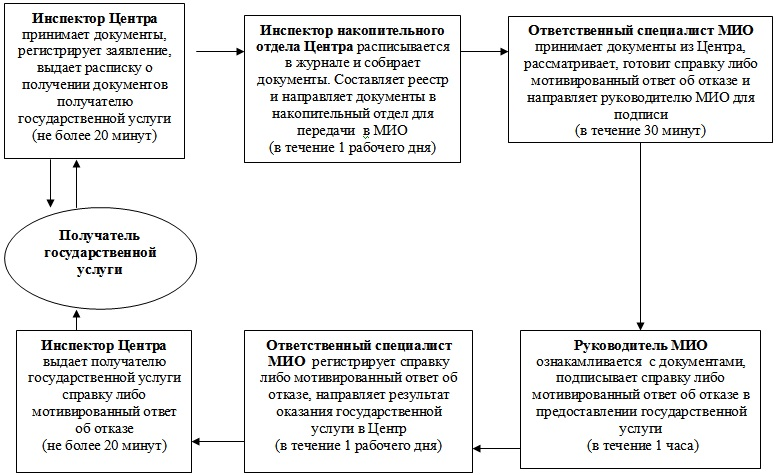 Инспектор Центра
принимает документы,
регистрирует заявление,
выдает расписку о
получении документов
получателю
государственной услуги
(не более 20 минут)
Инспектор накопительного
отдела Центра расписывается
в журнале и собирает
документы. Составляет реестр
и направляет документы в
накопительный отдел для
передачи в МИО
(в течение 1 рабочего дня)
Ответственный специалист МИО
принимает документы из Центра,
рассматривает, готовит справку либо
мотивированный ответ об отказе и
направляет руководителю МИО для
подписи
(в течение 30 минут)
Получатель
государственной
услуги
Инспектор Центра
выдает получателю
государственной услуги
справку либо
мотивированный ответ
об отказе
(не более 20 минут)
Ответственный специалист
МИО регистрирует справку
либо мотивированный ответ об
отказе, направляет результат
оказания государственной
услуги в Центр
(в течение 1 рабочего дня)
Руководитель МИО
ознакамливается с документами,
подписывает справку либо
мотивированный ответ об отказе в
предоставлении государственной
услуги
(в течение 1 часа)